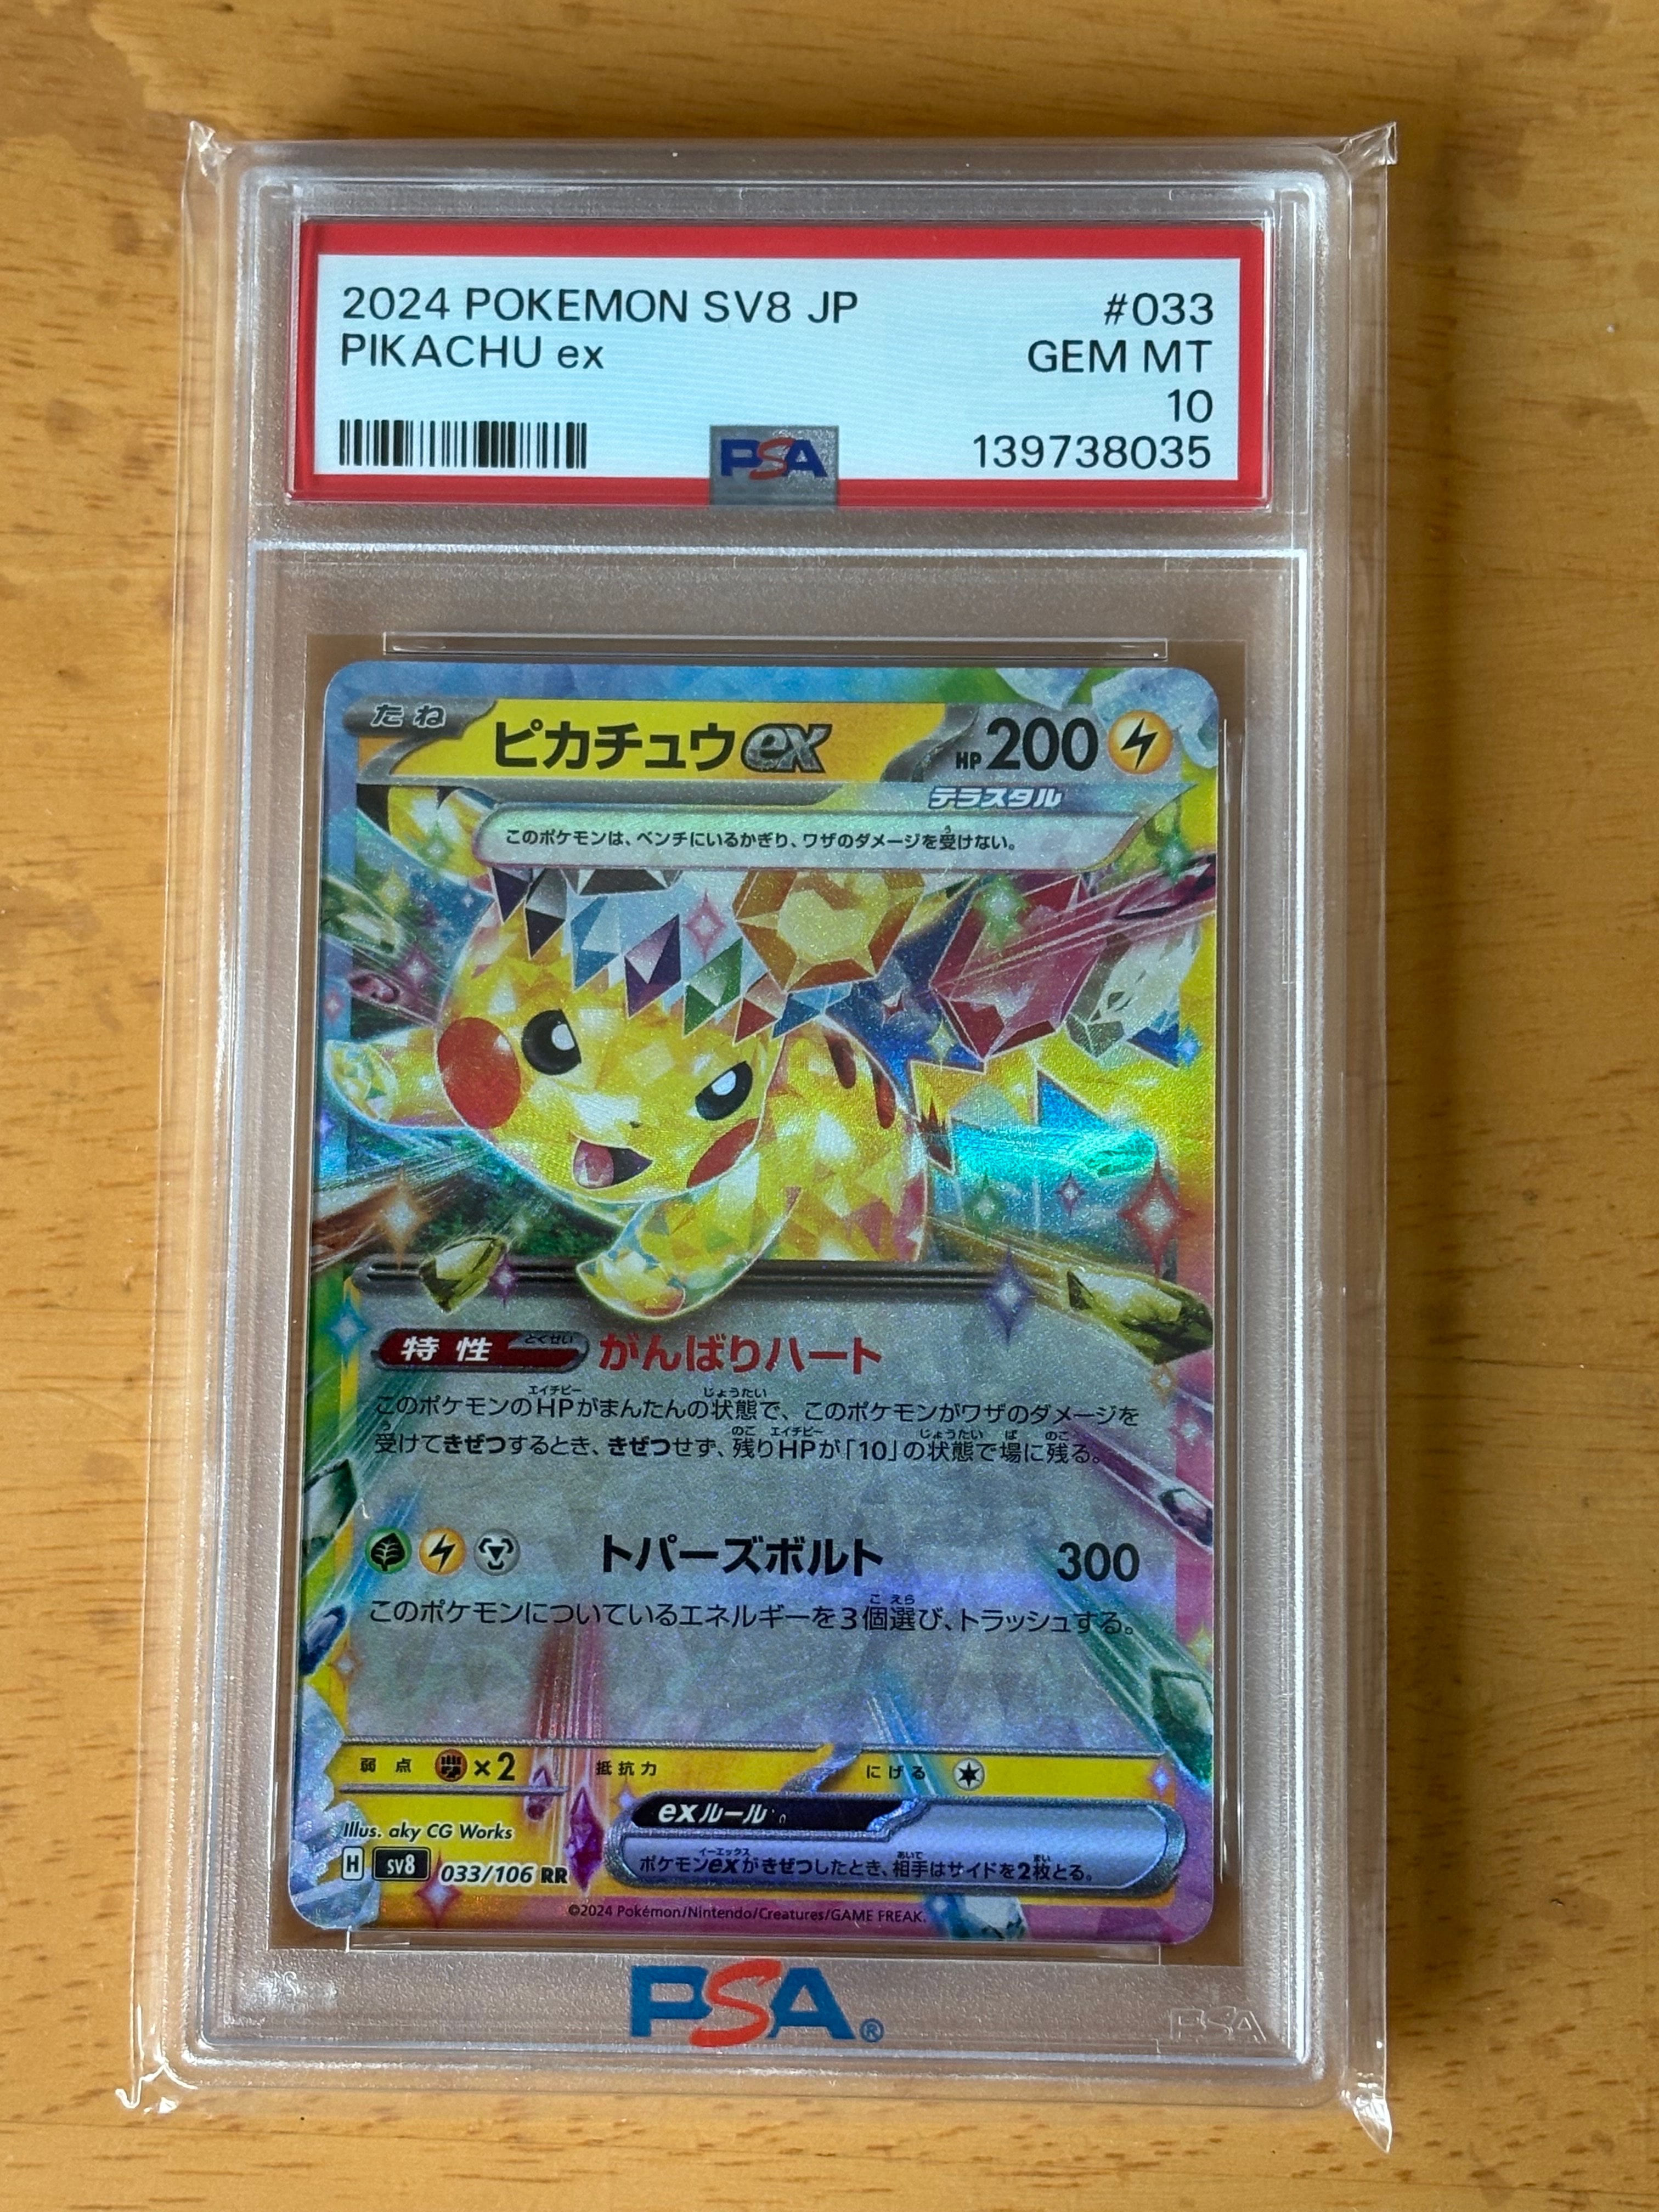 2024 POKEMON SV8 JP #033
PIKACHU ex GEM MT
10
PSA 139738035
たね ピカチュウex HP200
テラスタル
このポケモンは、ベンチにいるかぎり、ワザのダメージを受けない。
特性 とくせい がんばりハート
このポケモンのHPがまんたんの状態で、このポケモンがワザのダメージを
受けてきぜつするとき、きぜつせず、残りHPが「10」の状態で場に残る。
トパーズボルト 300
このポケモンについているエネルギーを3個選び、トラッシュする。
弱点 ×2 抵抗力 にげる
exルール
ポケモンexがきぜつしたとき、相手はサイドを2枚とる。
Illus. aky CG Works
H sv8 033/106 RR
©2024 Pokémon/Nintendo/Creatures/GAME FREAK.
PSA®
PSA